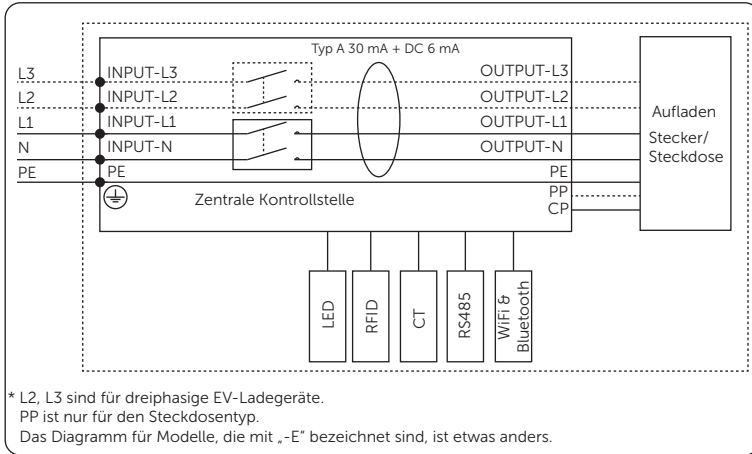 Typ A 30 mA + DC 6 mA
L3 INPUT-L3 OUTPUT-L3
L2 INPUT-L2 OUTPUT-L2
L1 INPUT-L1 OUTPUT-L1
N INPUT-N OUTPUT-N
PE PE PE
PP
CP
Zentrale Kontrollstelle
Aufladen
Stecker/
Steckdose
LED
RFID
CT
RS485
WiFi &
Bluetooth
* L2, L3 sind für dreiphasige EV-Ladegeräte.
PP ist nur für den Steckdosentyp.
Das Diagramm für Modelle, die mit „-E" bezeichnet sind, ist etwas anders.